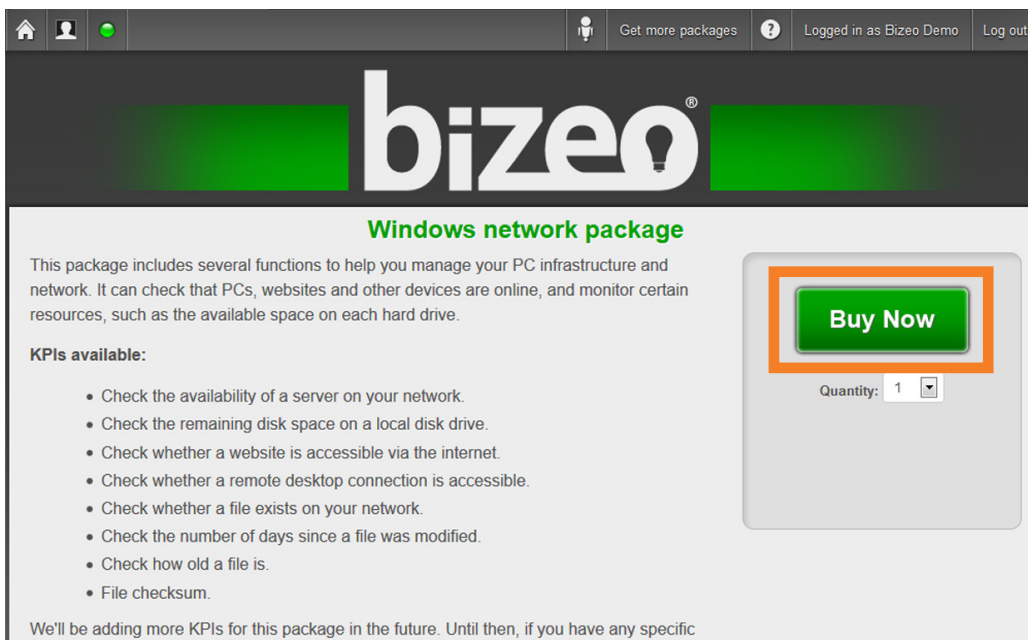 Get more packages
?
Logged in as Bizeo Demo
Log out
bizeo®
Windows network package
This package includes several functions to help you manage your PC infrastructure and
network. It can check that PCs, websites and other devices are online, and monitor certain
resources, such as the available space on each hard drive.
Buy Now
Quantity: 1
KPIs available:
• Check the availability of a server on your network.
• Check the remaining disk space on a local disk drive.
• Check whether a website is accessible via the internet.
• Check whether a remote desktop connection is accessible.
• Check whether a file exists on your network.
• Check the number of days since a file was modified.
• Check how old a file is.
• File checksum.
We'll be adding more KPIs for this package in the future. Until then, if you have any specific